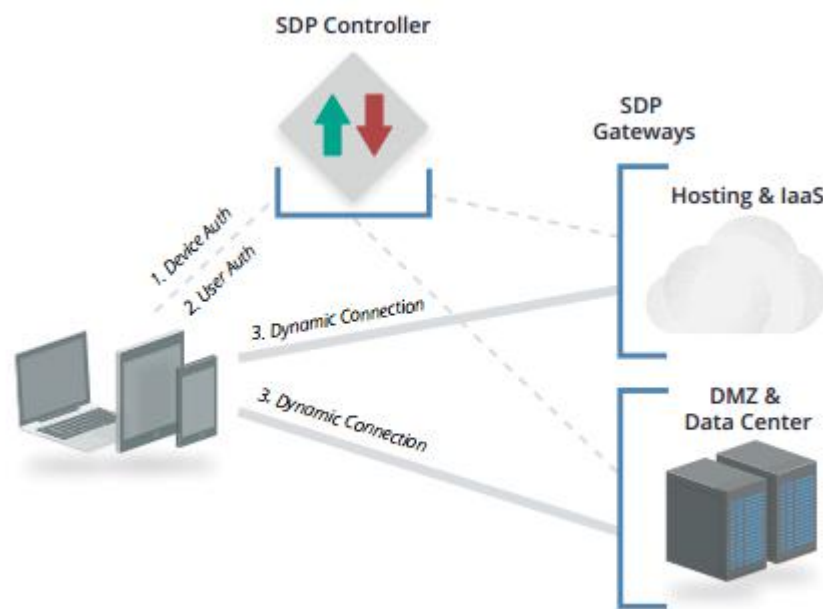 SDP Controller
SDP
Gateways
Hosting & IaaS
1. Device Auth
2. User Auth
3. Dynamic Connection
3. Dynamic Connection
DMZ &
Data Center